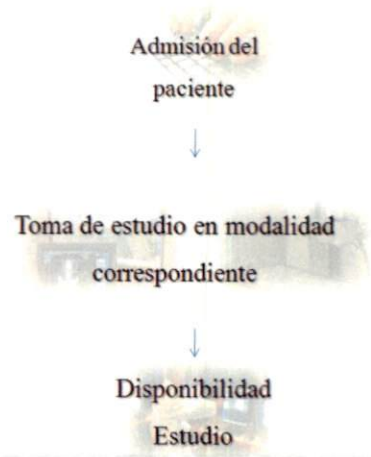 Admisión del
paciente
Toma de estudio en modalidad
correspondiente
Disponibilidad
Estudio